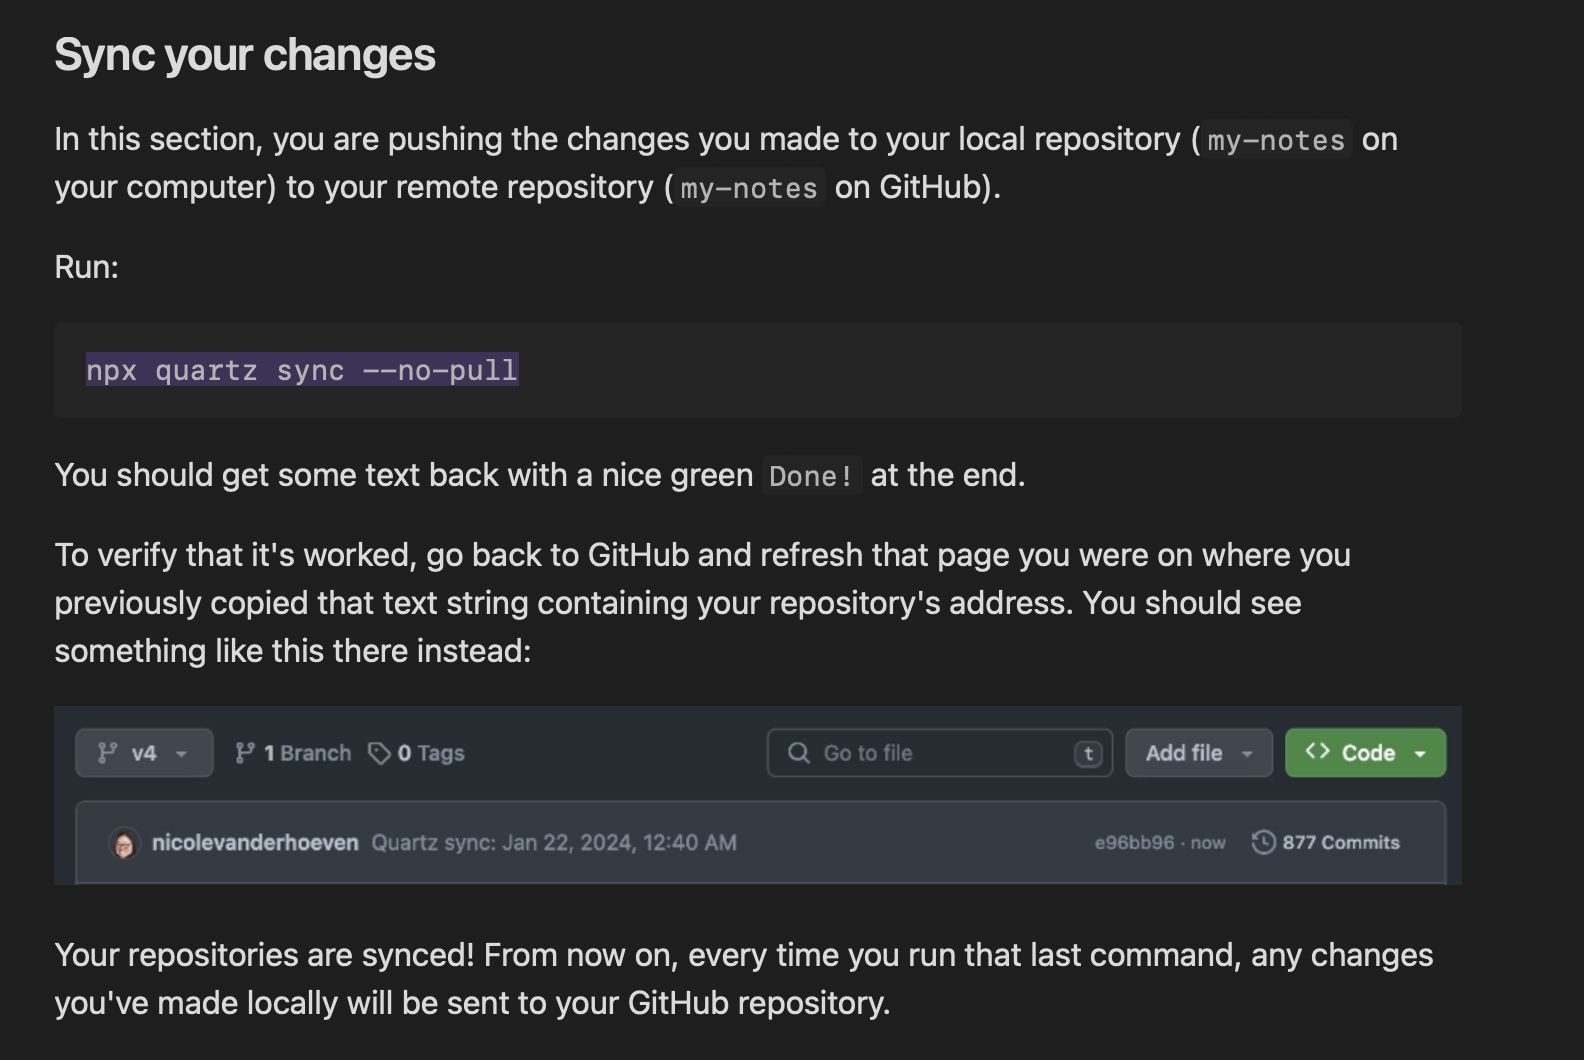 Sync your changes
In this section, you are pushing the changes you made to your local repository ( my-notes on
your computer) to your remote repository ( my-notes on GitHub).
Run:
npx quartz sync --no-pull
You should get some text back with a nice green Done! at the end.
To verify that it's worked, go back to GitHub and refresh that page you were on where you
previously copied that text string containing your repository's address. You should see
something like this there instead:
v4 1 Branch 0 Tags Go to file t Add file <> Code
nicolevanderhoeven Quartz sync: Jan 22, 2024, 12:40 AM e96bb96 · now 877 Commits
Your repositories are synced! From now on, every time you run that last command, any changes
you've made locally will be sent to your GitHub repository.